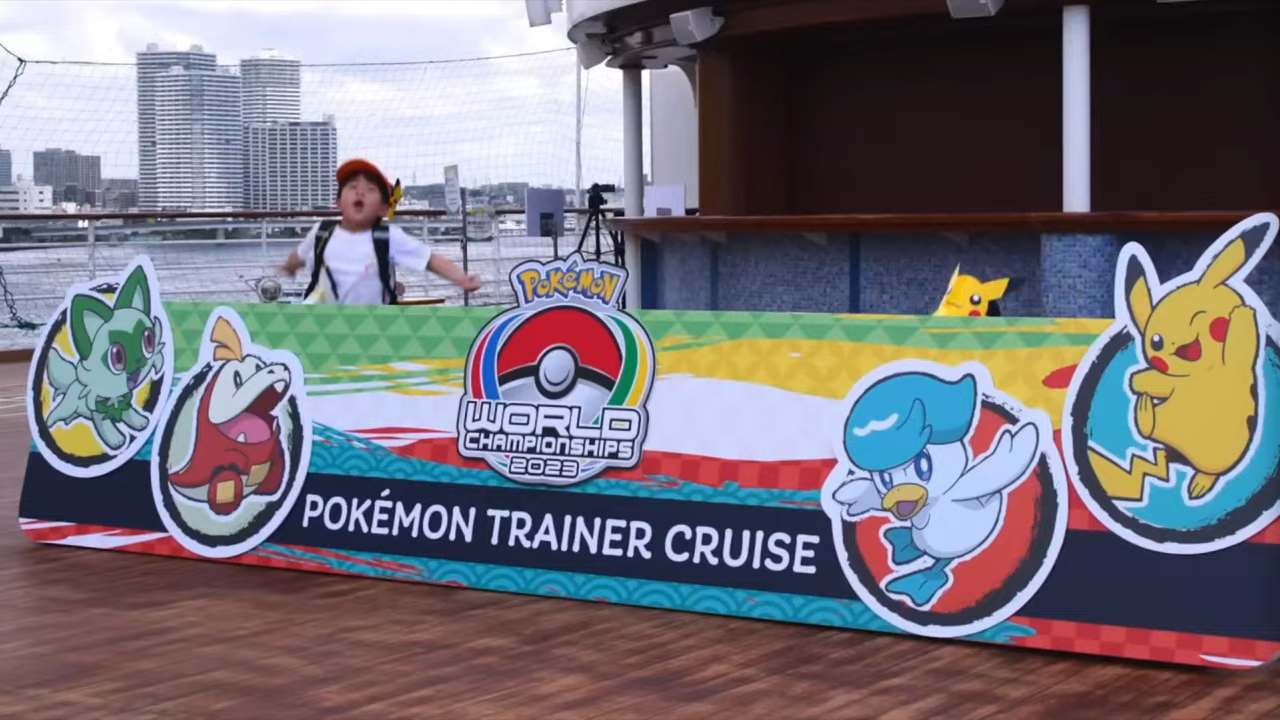 POKÉMON
WORLD
CHAMPIONSHIPS
2023
POKÉMON TRAINER CRUISE